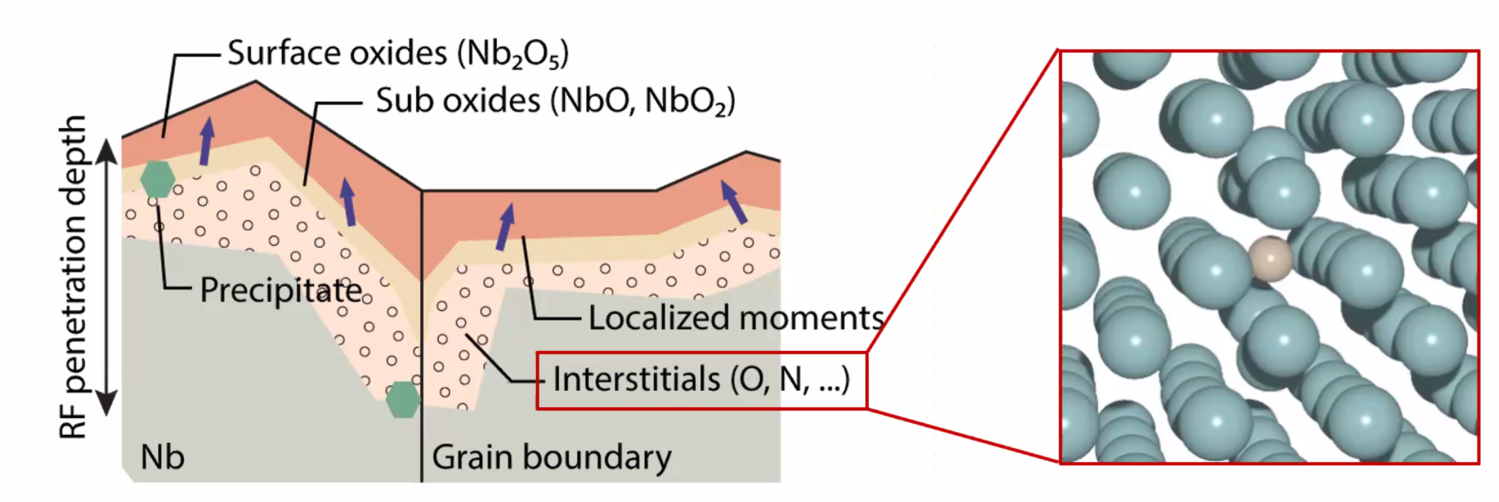 Surface oxides (Nb₂O₅)
Sub oxides (NbO, NbO₂)
RF penetration depth
Precipitate
Localized moments
Interstitials (O, N, ...)
Nb
Grain boundary